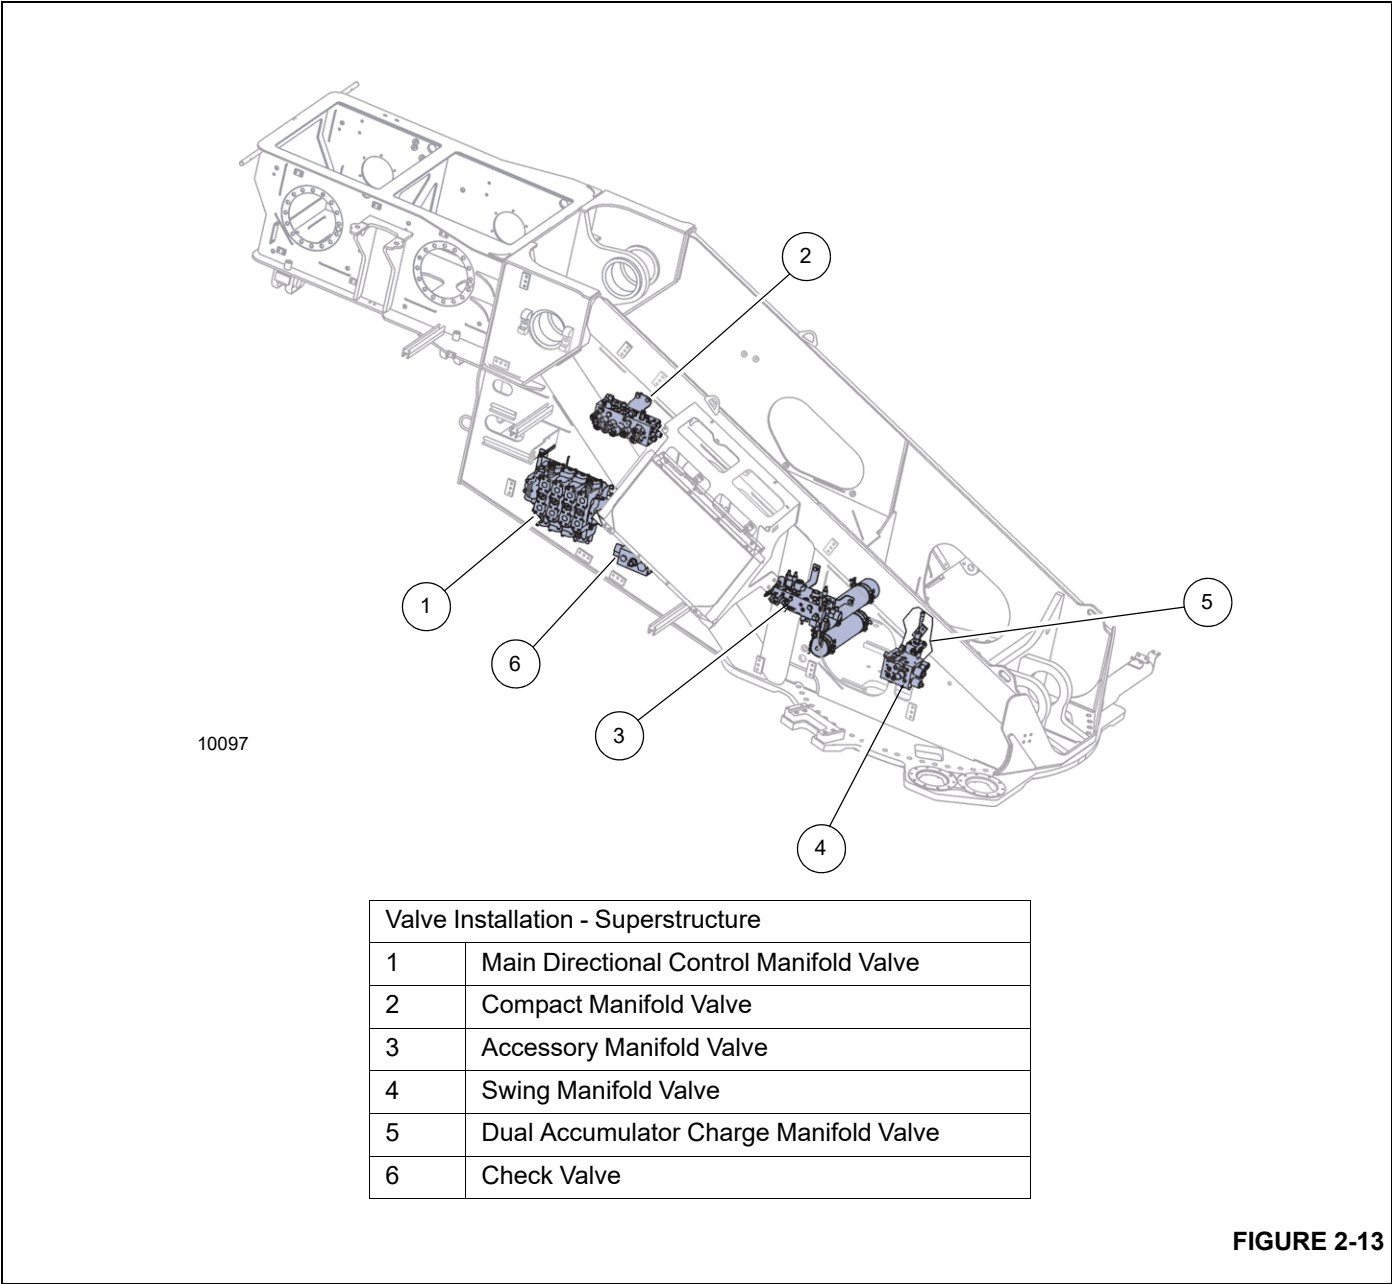 2
5
1
6
3
10097
4
Valve Installation - Superstructure
1 Main Directional Control Manifold Valve
2 Compact Manifold Valve
3 Accessory Manifold Valve
4 Swing Manifold Valve
5 Dual Accumulator Charge Manifold Valve
6 Check Valve
FIGURE 2-13